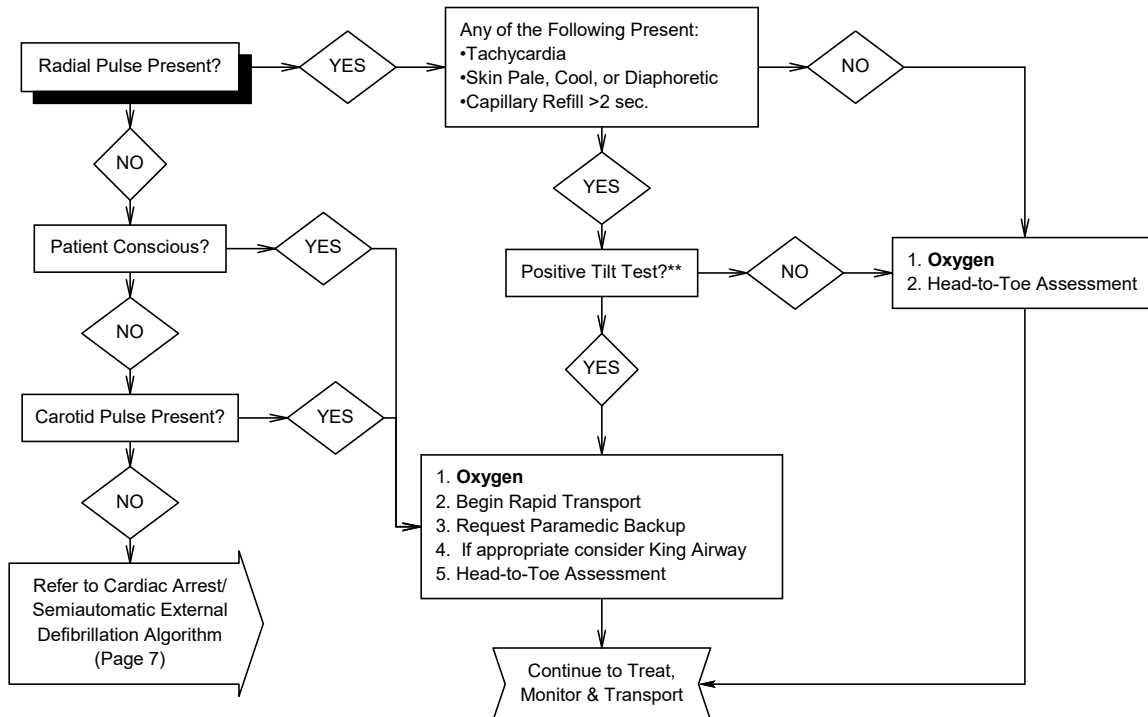 Radial Pulse Present?
YES
Any of the Following Present:
•Tachycardia
•Skin Pale, Cool, or Diaphoretic
•Capillary Refill >2 sec.
NO
NO
YES
Patient Conscious?
YES
Positive Tilt Test?**
NO
1. Oxygen
2. Head-to-Toe Assessment
NO
YES
Carotid Pulse Present?
YES
NO
1. Oxygen
2. Begin Rapid Transport
3. Request Paramedic Backup
4. If appropriate consider King Airway
5. Head-to-Toe Assessment
Refer to Cardiac Arrest/
Semiautomatic External
Defibrillation Algorithm
(Page 7)
Continue to Treat,
Monitor & Transport